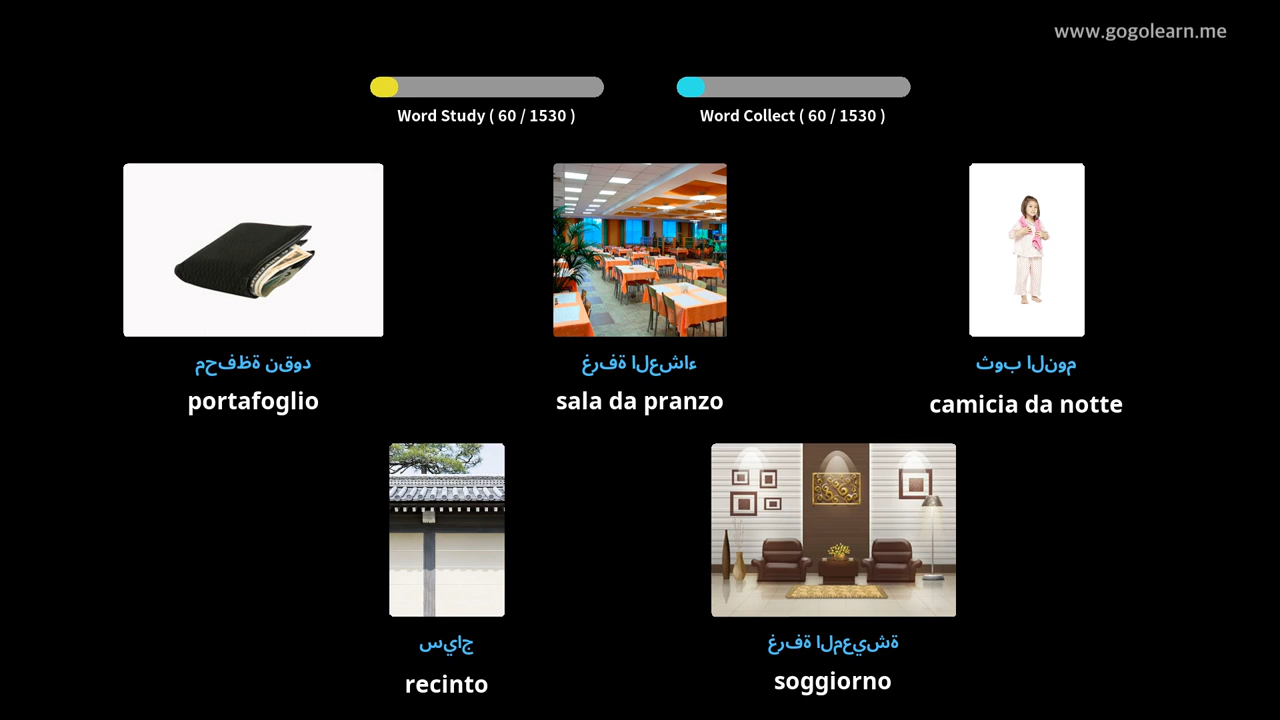 www.gogolearn.me
Word Study ( 60 / 1530 )
Word Collect ( 60 / 1530 )
محفظة نقود
portafoglio
غرفة العشاء
sala da pranzo
ثوب النوم
camicia da notte
سياج
recinto
غرفة المعيشة
soggiorno